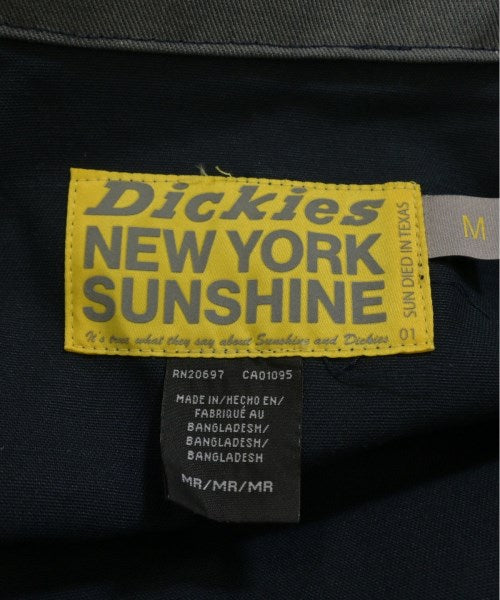 Dickies
NEW YORK
SUNSHINE
It's true what they say about Sunshine and Dickies
01 SUN DIED IN TEXAS
M
RN20697 CA01095
MADE IN/HECHO EN/
FABRIQUÉ AU
BANGLADESH/
BANGLADESH/
BANGLADESH
MR/MR/MR